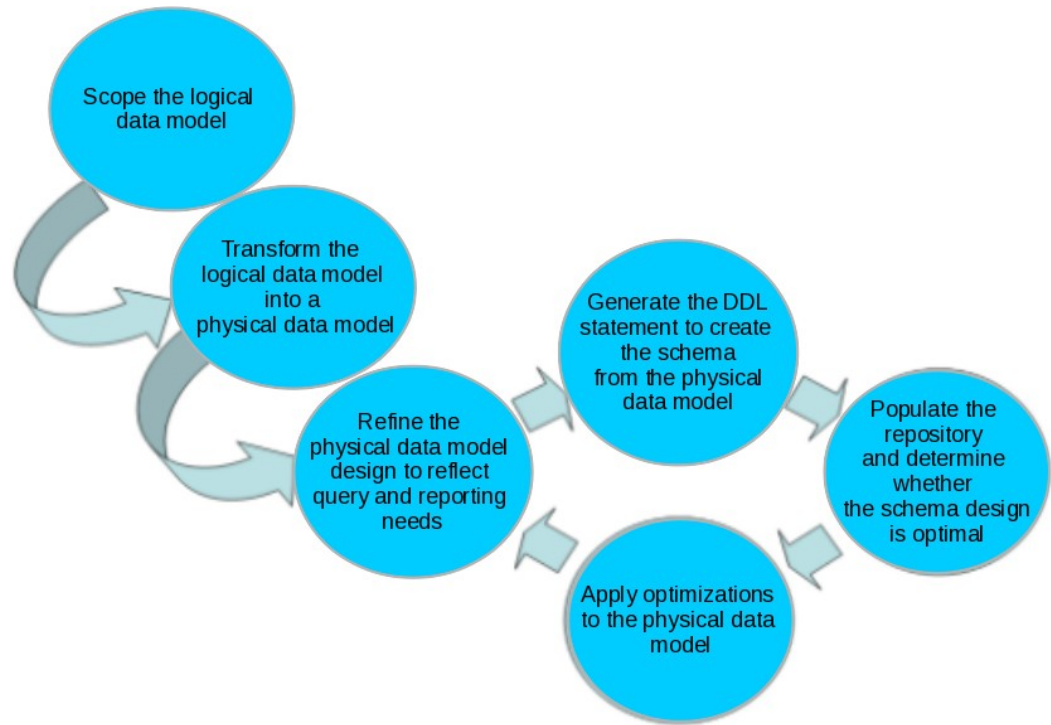 Scope the logical
data model
Transform the
logical data model
into a
physical data model
Refine the
physical data model
design to reflect
query and reporting
needs
Generate the DDL
statement to create
the schema
from the physical
data model
Populate the
repository
and determine
whether
the schema design
is optimal
Apply optimizations
to the physical data
model